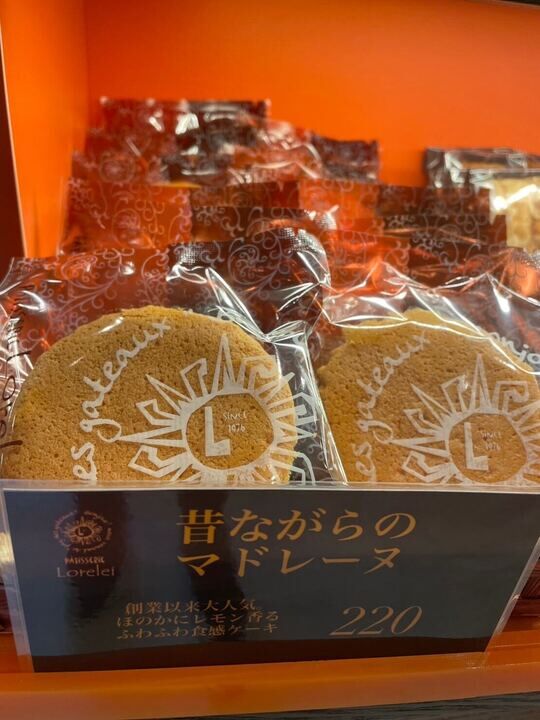 es gateaux
L
SINCE
1976
es gateaux
L
SINCE
1976
L
PATISSERIE
Lorelei
昔ながらの
マドレーヌ
創業以来大人気。
ほのかにレモン香る
ふわふわ食感ケーキ
220